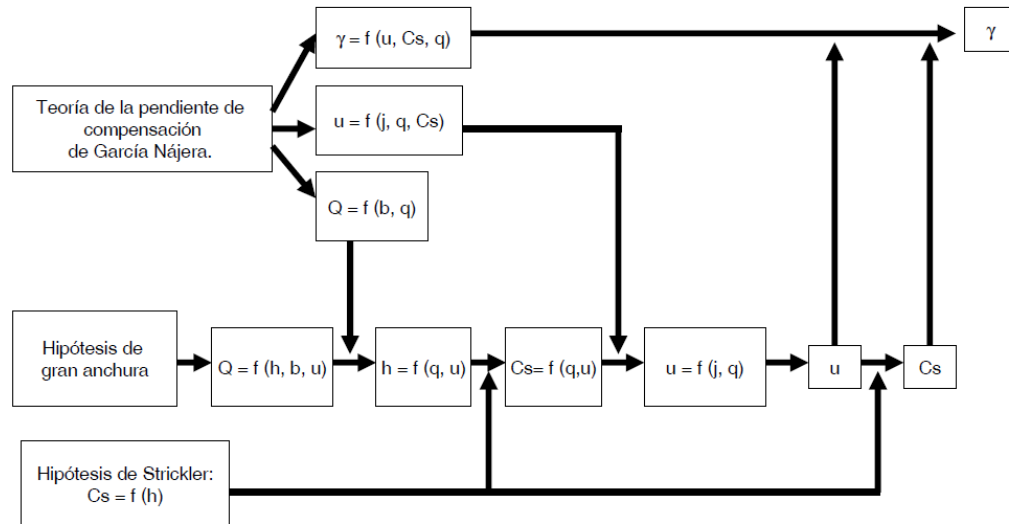 γ = f (u, Cs, q)
γ
Teoría de la pendiente de
compensación
de García Nájera.
u = f (j, q, Cs)
Q = f (b, q)
Hipótesis de
gran anchura
Q = f (h, b, u)
h = f (q, u)
Cs= f (q,u)
u = f (j, q)
u
Cs
Hipótesis de Strickler:
Cs = f (h)